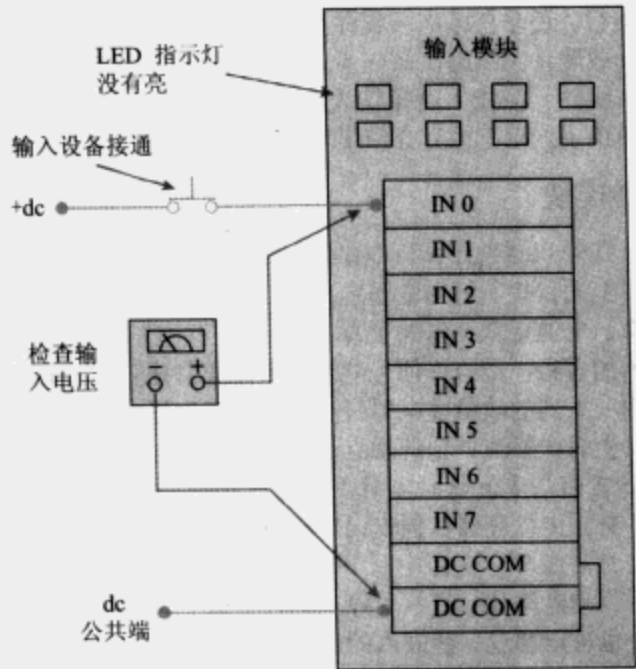 输入模块
LED 指示灯
没有亮
输入设备接通
+dc
IN 0
IN 1
IN 2
IN 3
检查输
入电压
- +
IN 4
IN 5
IN 6
IN 7
DC COM
DC COM
dc
公共端